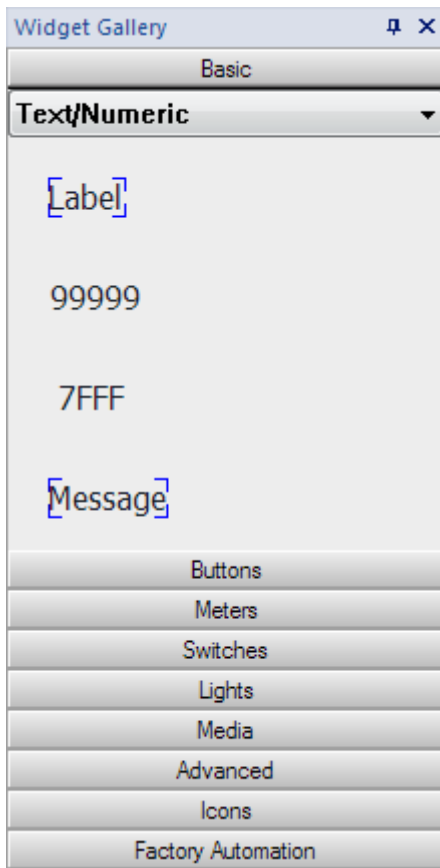 Widget Gallery
Basic
Text/Numeric
Label
99999
7FFF
Message
Buttons
Meters
Switches
Lights
Media
Advanced
Icons
Factory Automation